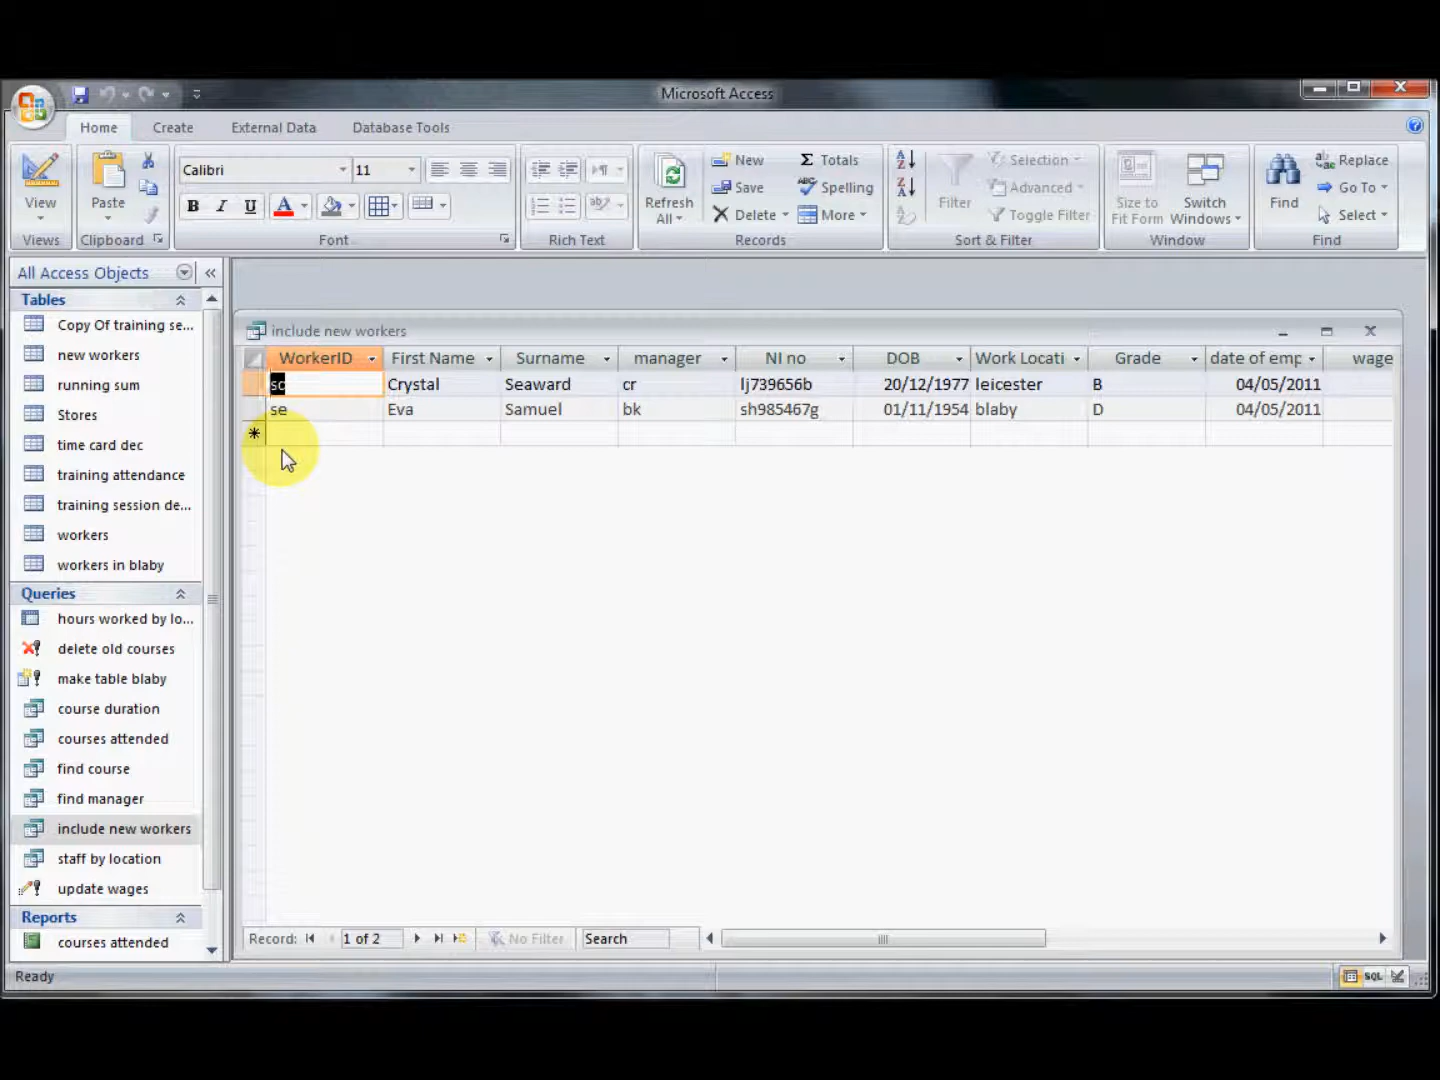 Microsoft Access
Home Create External Data Database Tools
View
Views
Paste
Clipboard
Calibri 11
B I U A
Font
Rich Text
Refresh All
New
Save
Delete
Σ Totals
Spelling
More
Records
Filter
Selection
Advanced
Toggle Filter
Sort & Filter
Size to Fit Form
Switch Windows
Window
Find
Replace
Go To
Select
Find
All Access Objects
Tables
Copy Of training se...
new workers
running sum
Stores
time card dec
training attendance
training session de...
workers
workers in blaby
Queries
hours worked by lo...
delete old courses
make table blaby
course duration
courses attended
find course
find manager
include new workers
staff by location
update wages
Reports
courses attended
include new workers
WorkerID First Name Surname manager NI no DOB Work Locati Grade date of emp wage
Crystal Seaward cr lj739656b 20/12/1977 leicester B 04/05/2011
se Eva Samuel bk sh985467g 01/11/1954 blaby D 04/05/2011
Record: 1 of 2 No Filter Search
Ready
SQL